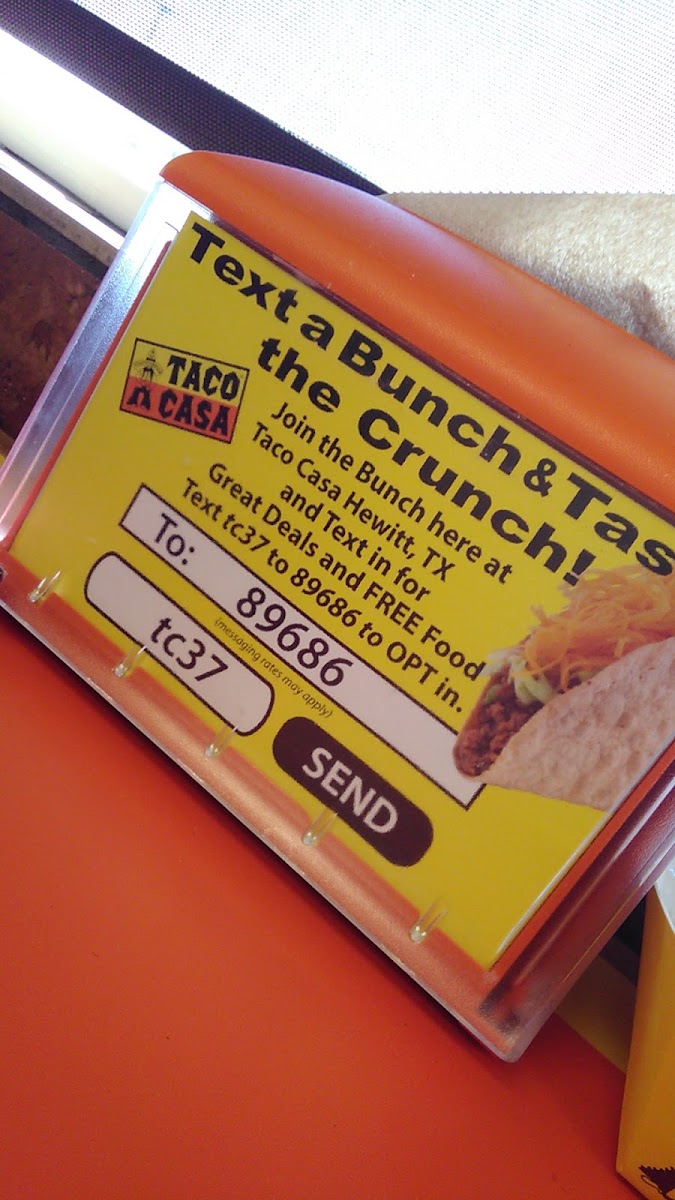 Text a Bunch & Tas
the Crunch!
TACO
CASA
Join the Bunch here at
Taco Casa Hewitt, TX
and Text in for
Great Deals and FREE Food
Text tc37 to 89686 to OPT in.
To: 89686
(messaging rates may apply)
tc37
SEND